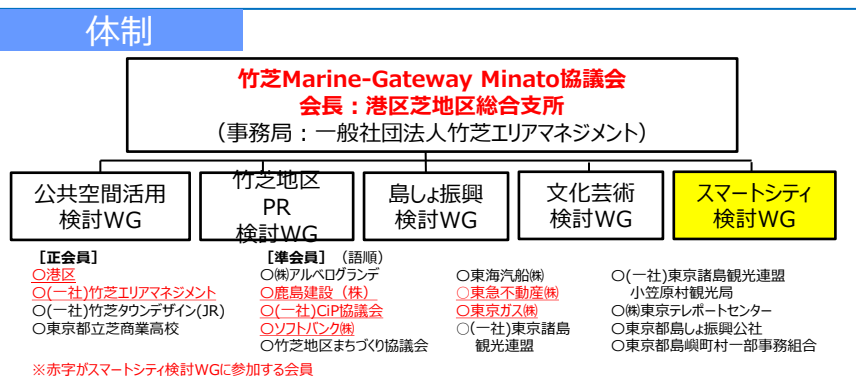 体制
竹芝Marine-Gateway Minato協議会
会長：港区芝地区総合支所
（事務局：一般社団法人竹芝エリアマネジメント）
公共空間活用
検討WG
竹芝地区
PR
検討WG
島しょ振興
検討WG
文化芸術
検討WG
スマートシティ
検討WG
［正会員］
○港区
○(一社)竹芝エリアマネジメント
○(一社)竹芝タウンデザイン(JR)
○東京都立芝商業高校
［準会員］（語順）
○㈱アルベログランデ
○鹿島建設（株）
○(一社)CiP協議会
○ソフトバンク㈱
○竹芝地区まちづくり協議会
○東海汽船㈱
○東急不動産㈱
○東京ガス㈱
○(一社)東京諸島
観光連盟
○(一社)東京諸島観光連盟
小笠原村観光局
○㈱東京テレポートセンター
○東京都島しょ振興公社
○東京都島嶼町村一部事務組合
※赤字がスマートシティ検討WGに参加する会員